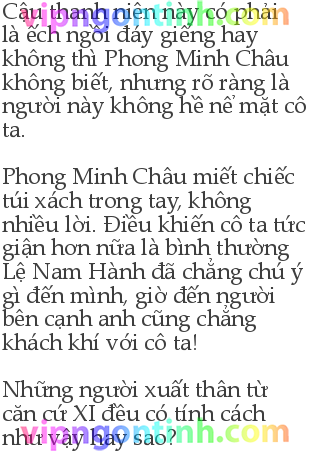 Cậu thanh niên này có phải
vipngontinh.com
là ếch ngồi đáy giếng hay
không thì Phong Minh Châu
không biết, nhưng rõ ràng là
người này không hề nể mặt cô
ta.
Phong Minh Châu miết chiếc
túi xách trong tay, không
nhiều lời. Điều khiến cô ta tức
giận hơn nữa là bình thường
Lệ Nam Hành đã chẳng chú ý
gì đến mình, giờ đến người
bên cạnh anh cũng chẳng
khách khí với cô ta!
Những người xuất thân từ
căn cứ XI đều có tính cách
như vậy hay sao?
vipngontinh.com